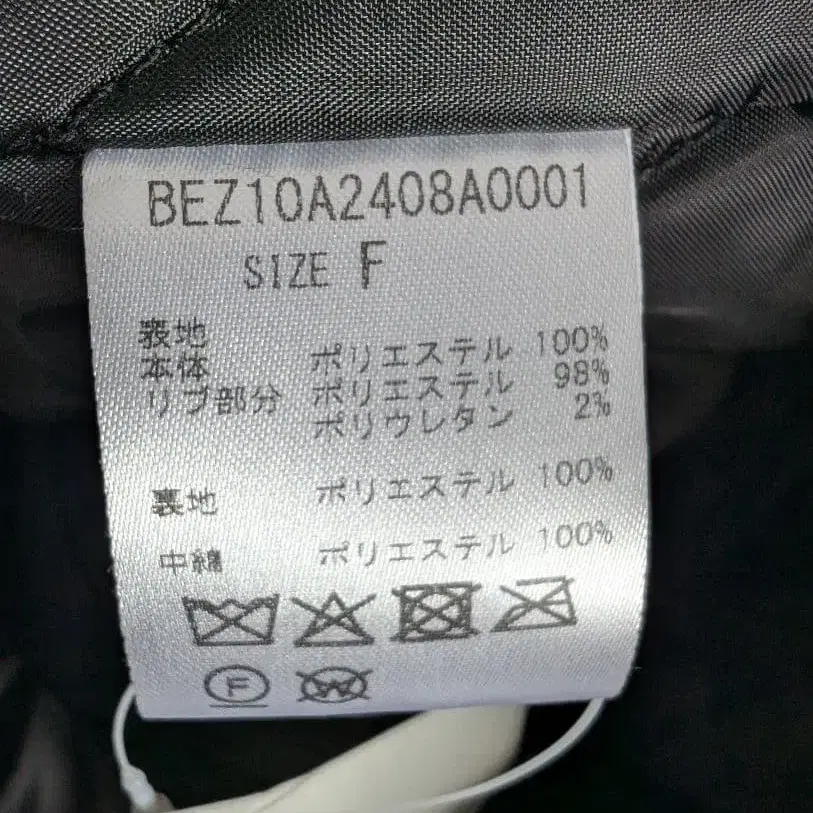 BEZ10A2408A0001
SIZE F
表地
本体 ポリエステル 100%
リブ部分 ポリエステル 98%
ポリウレタン 2%
裏地 ポリエステル 100%
中綿 ポリエステル 100%
F
W